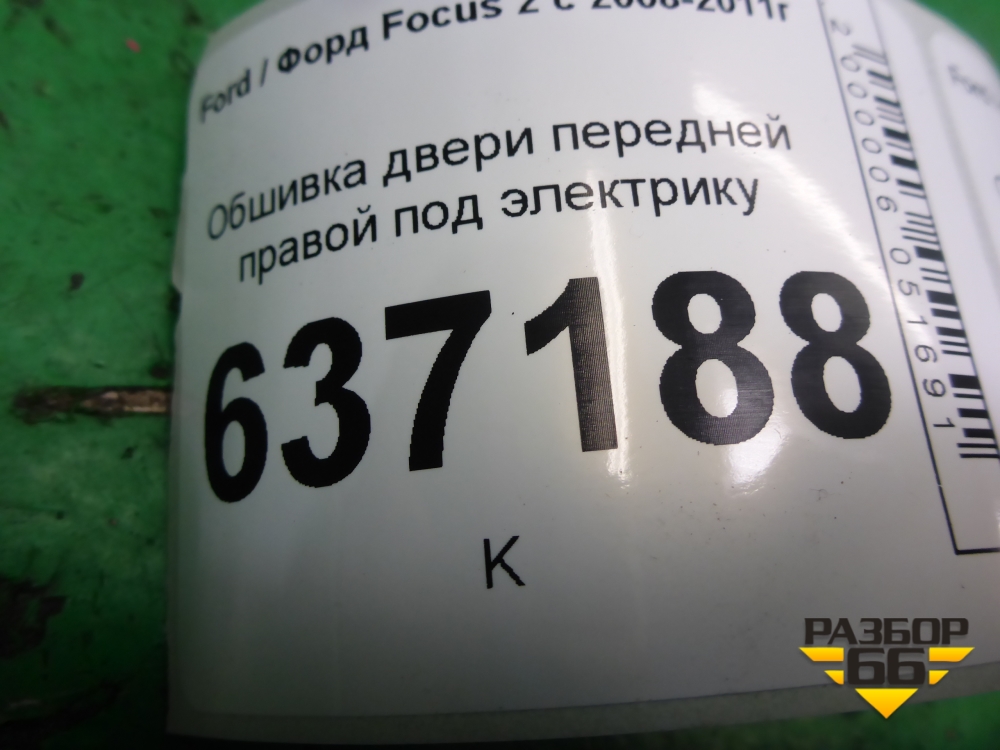 Ford / Форд Focus 2 с 2008-2011г
Обшивка двери передней
правой под электрику
637188
К
2000006051691
РАЗБОР
66